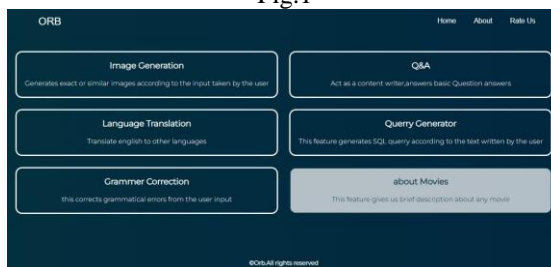 Fig.1
ORB
Home About Rate Us
Image Generation
Generates exact or similar images according to the input taken by the user
Q&A
Act as a content writer,answers basic Question answers
Language Translation
Translate english to other languages
Querry Generator
This feature generates SQL querry according to the text written by the user
Grammer Correction
this corrects grammatical errors from the user input
about Movies
This feature gives us brief description about any movie
©Orb.All rights reserved